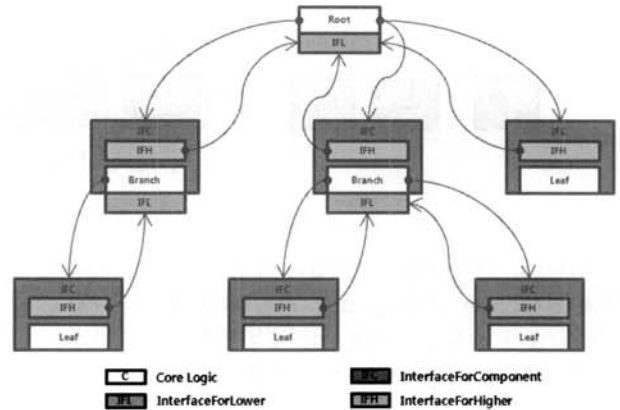 Root
IFL
IFC
IFC
IFC
IFH
IFH
IFH
Branch
Branch
Leaf
IFL
IFL
IFC
IFC
IFC
IFH
IFH
IFH
Leaf
Leaf
Leaf
C Core Logic
IFC InterfaceForComponent
IFL InterfaceForLower
IFH InterfaceForHigher